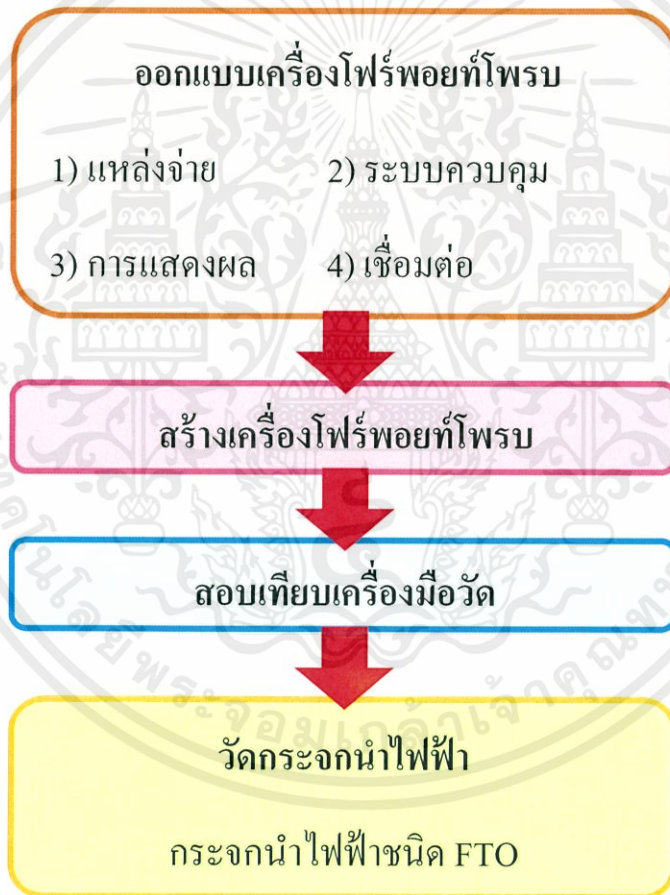 ออกแบบเครื่องโฟร์พอยท์โพรบ
1) แหล่งจ่าย 2) ระบบควบคุม
3) การแสดงผล 4) เชื่อมต่อ
สร้างเครื่องโฟร์พอยท์โพรบ
สอบเทียบเครื่องมือวัด
วัดกระจกนำไฟฟ้า
กระจกนำไฟฟ้าชนิด FTO